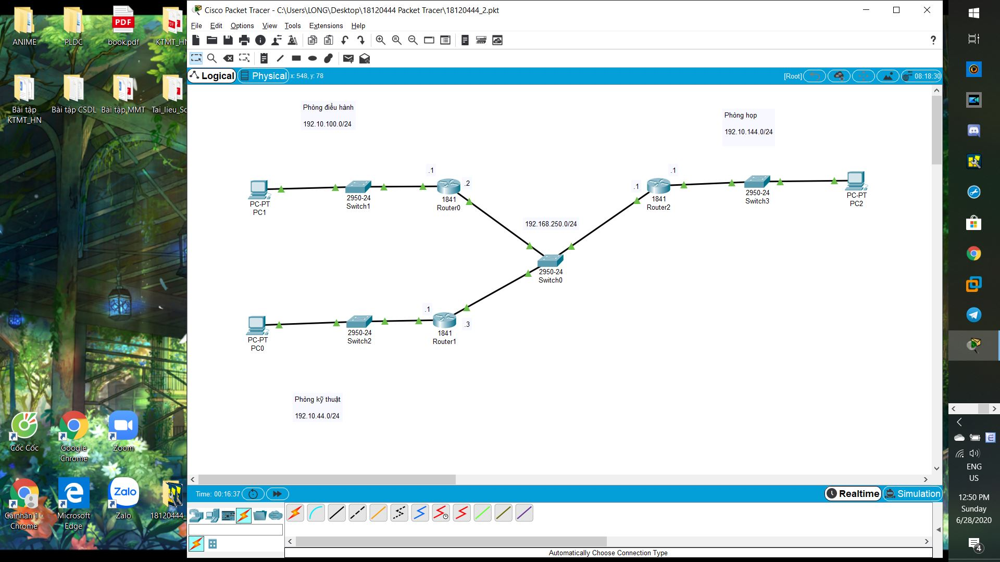 ANIME
PLDC
PDF
book.pdf
KTMT_HN
Bài tập
KTMT_HN
Bài tập CSDL
Bài tập MMT
Tai_lieu_Sc
Cốc Cốc
Google
Chrome
Zoom
Cá nhân 1 -
Chrome
Microsoft
Edge
Zalo
Zalo
18120444_
Cisco Packet Tracer - C:\Users\LONG\Desktop\18120444 Packet Tracer\18120444_2.pkt
File Edit Options View Tools Extensions Help
Logical
Physical
x: 548, y: 78
[Root]
08:18:30
Phòng điều hành
192.10.100.0/24
Phòng họp
192.10.144.0/24
.1
.2
.1
.1
PC-PT
PC1
2950-24
Switch1
1841
Router0
1841
Router2
2950-24
Switch3
PC-PT
PC2
192.168.250.0/24
2950-24
Switch0
.1
.3
PC-PT
PC0
2950-24
Switch2
1841
Router1
Phòng kỹ thuật
192.10.44.0/24
Time: 00:16:37
Realtime
Simulation
Automatically Choose Connection Type
ENG
US
12:50 PM
Sunday
6/28/2020
4